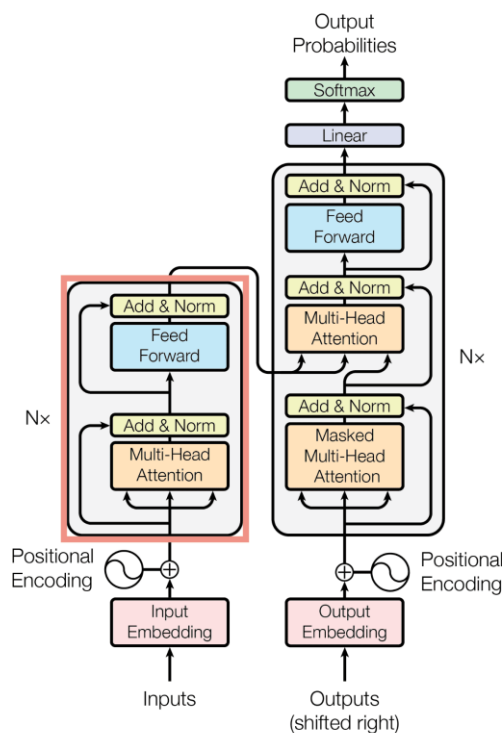 Output
Probabilities
Softmax
Linear
Add & Norm
Feed
Forward
Add & Norm
Multi-Head
Attention
Add & Norm
Masked
Multi-Head
Attention
N×
Positional
Encoding
Output
Embedding
Outputs
(shifted right)
Add & Norm
Feed
Forward
Add & Norm
Multi-Head
Attention
N×
Positional
Encoding
Input
Embedding
Inputs